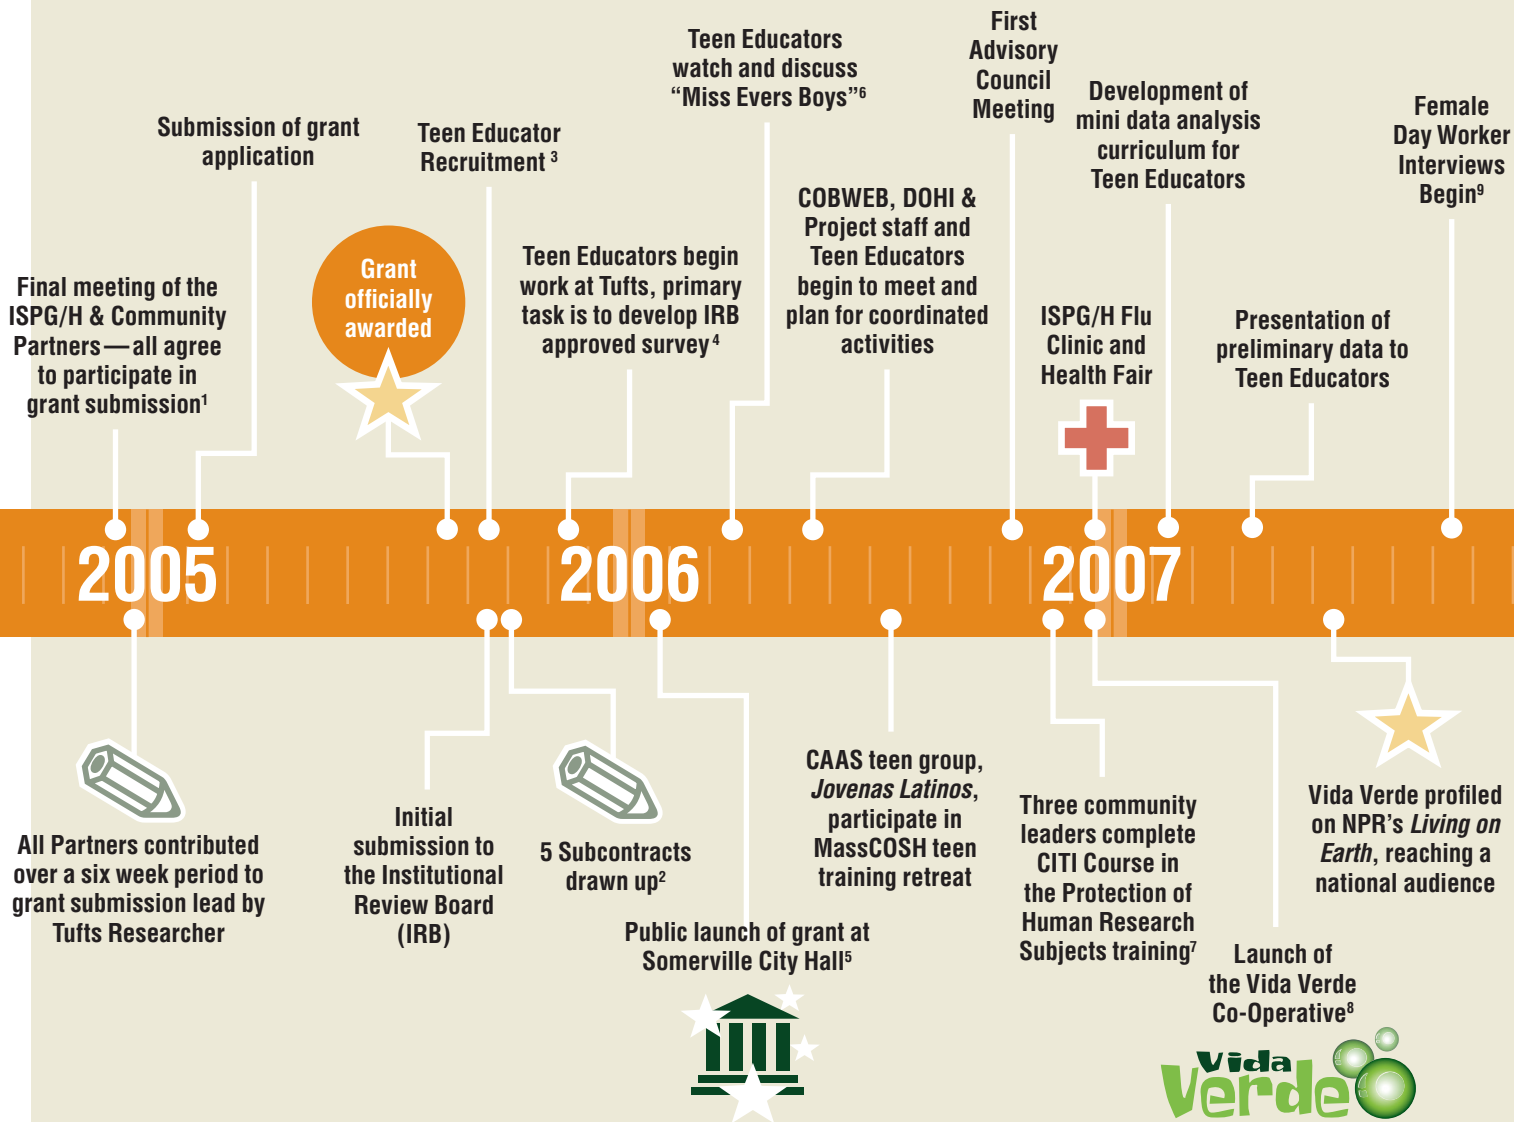 Final meeting of the
ISPG/H & Community
Partners—all agree
to participate in
grant submission¹
Submission of grant
application
Grant
officially
awarded
Teen Educator
Recruitment ³
Teen Educators begin
work at Tufts, primary
task is to develop IRB
approved survey ⁴
Teen Educators
watch and discuss
“Miss Evers Boys”⁶
COBWEB, DOHI &
Project staff and
Teen Educators
begin to meet and
plan for coordinated
activities
First
Advisory
Council
Meeting
ISPG/H Flu
Clinic and
Health Fair
Development of
mini data analysis
curriculum for
Teen Educators
Presentation of
preliminary data to
Teen Educators
Female
Day Worker
Interviews
Begin⁹
2005
2006
2007
All Partners contributed
over a six week period to
grant submission lead by
Tufts Researcher
Initial
submission to
the Institutional
Review Board
(IRB)
5 Subcontracts
drawn up²
Public launch of grant at
Somerville City Hall⁵
CAAS teen group,
Jovenas Latinos,
participate in
MassCOSH teen
training retreat
Three community
leaders complete
CITI Course in
the Protection of
Human Research
Subjects training⁷
Launch of
the Vida Verde
Co-Operative⁸
Vida
Verde
Vida Verde profiled
on NPR’s Living on
Earth, reaching a
national audience